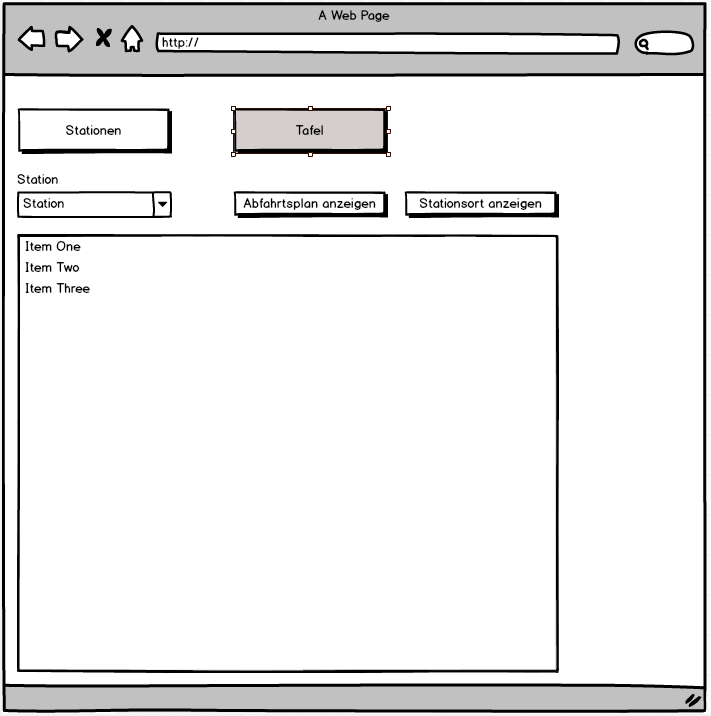 A Web Page
http://
Stationen
Tafel
Station
Station
Abfahrtsplan anzeigen
Stationsort anzeigen
Item One
Item Two
Item Three